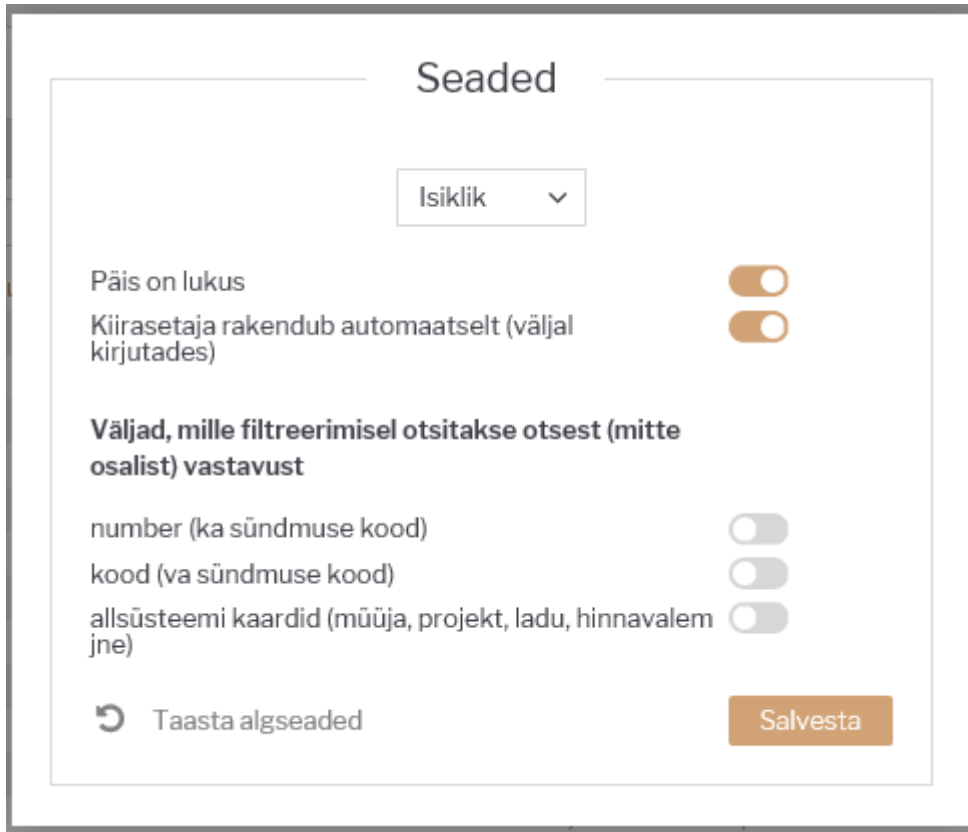 Seaded
Isiklik
Päis on lukus
Kiirasetaja rakendub automaatselt (väljal
kirjutades)
Väljad, mille filtreerimisel otsitakse otsest (mitte
osalist) vastavust
number (ka sündmuse kood)
kood (va sündmuse kood)
allsüsteemi kaardid (müüja, projekt, ladu, hinnavalem
jne)
Taasta algseaded
Salvesta